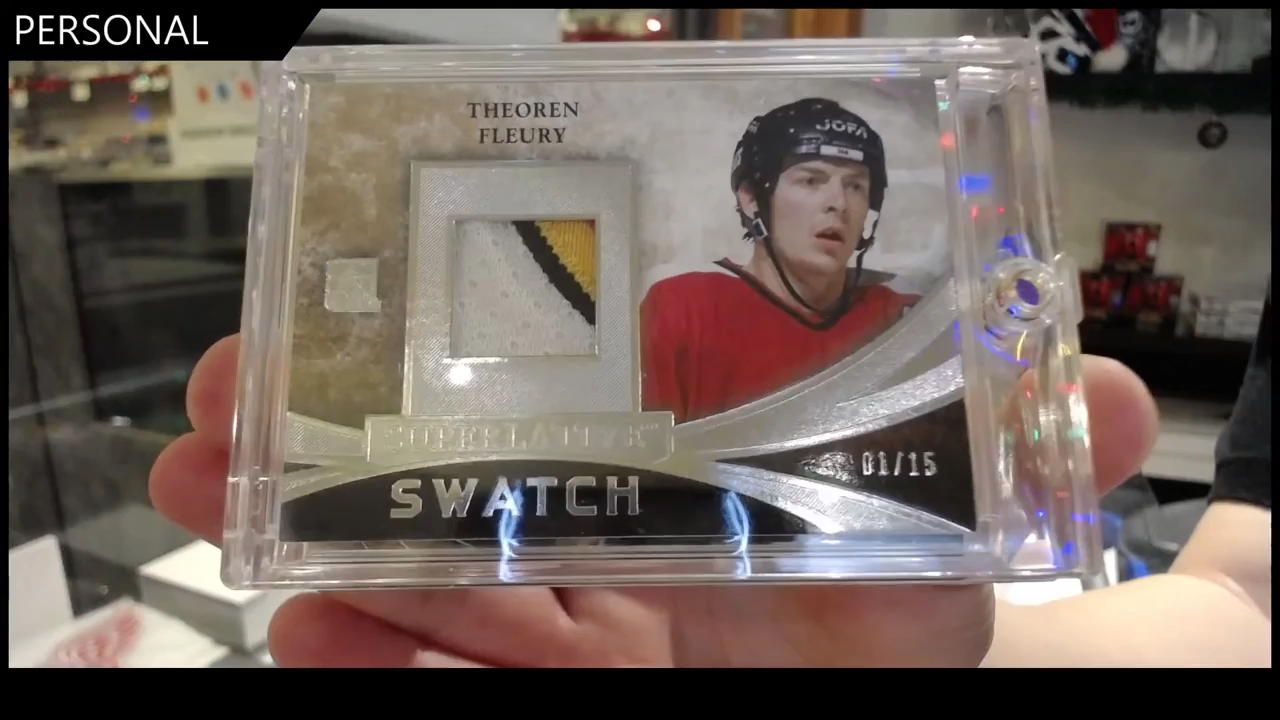 PERSONAL
THEOREN
FLEURY
JOFA
SUPERLATIVE
SWATCH
01/15